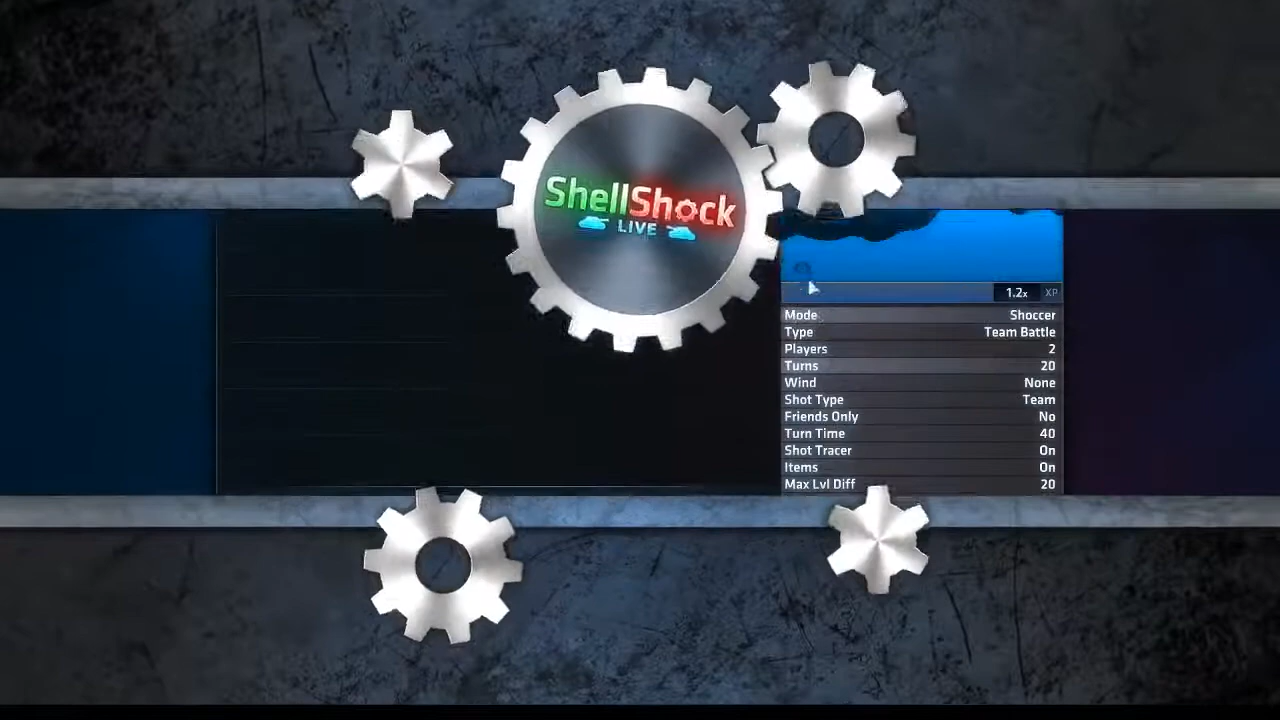 ShellShock
LIVE
1.2x XP
Mode Shoccer
Type Team Battle
Players 2
Turns 20
Wind None
Shot Type Team
Friends Only No
Turn Time 40
Shot Tracer On
Items On
Max Lvl Diff 20